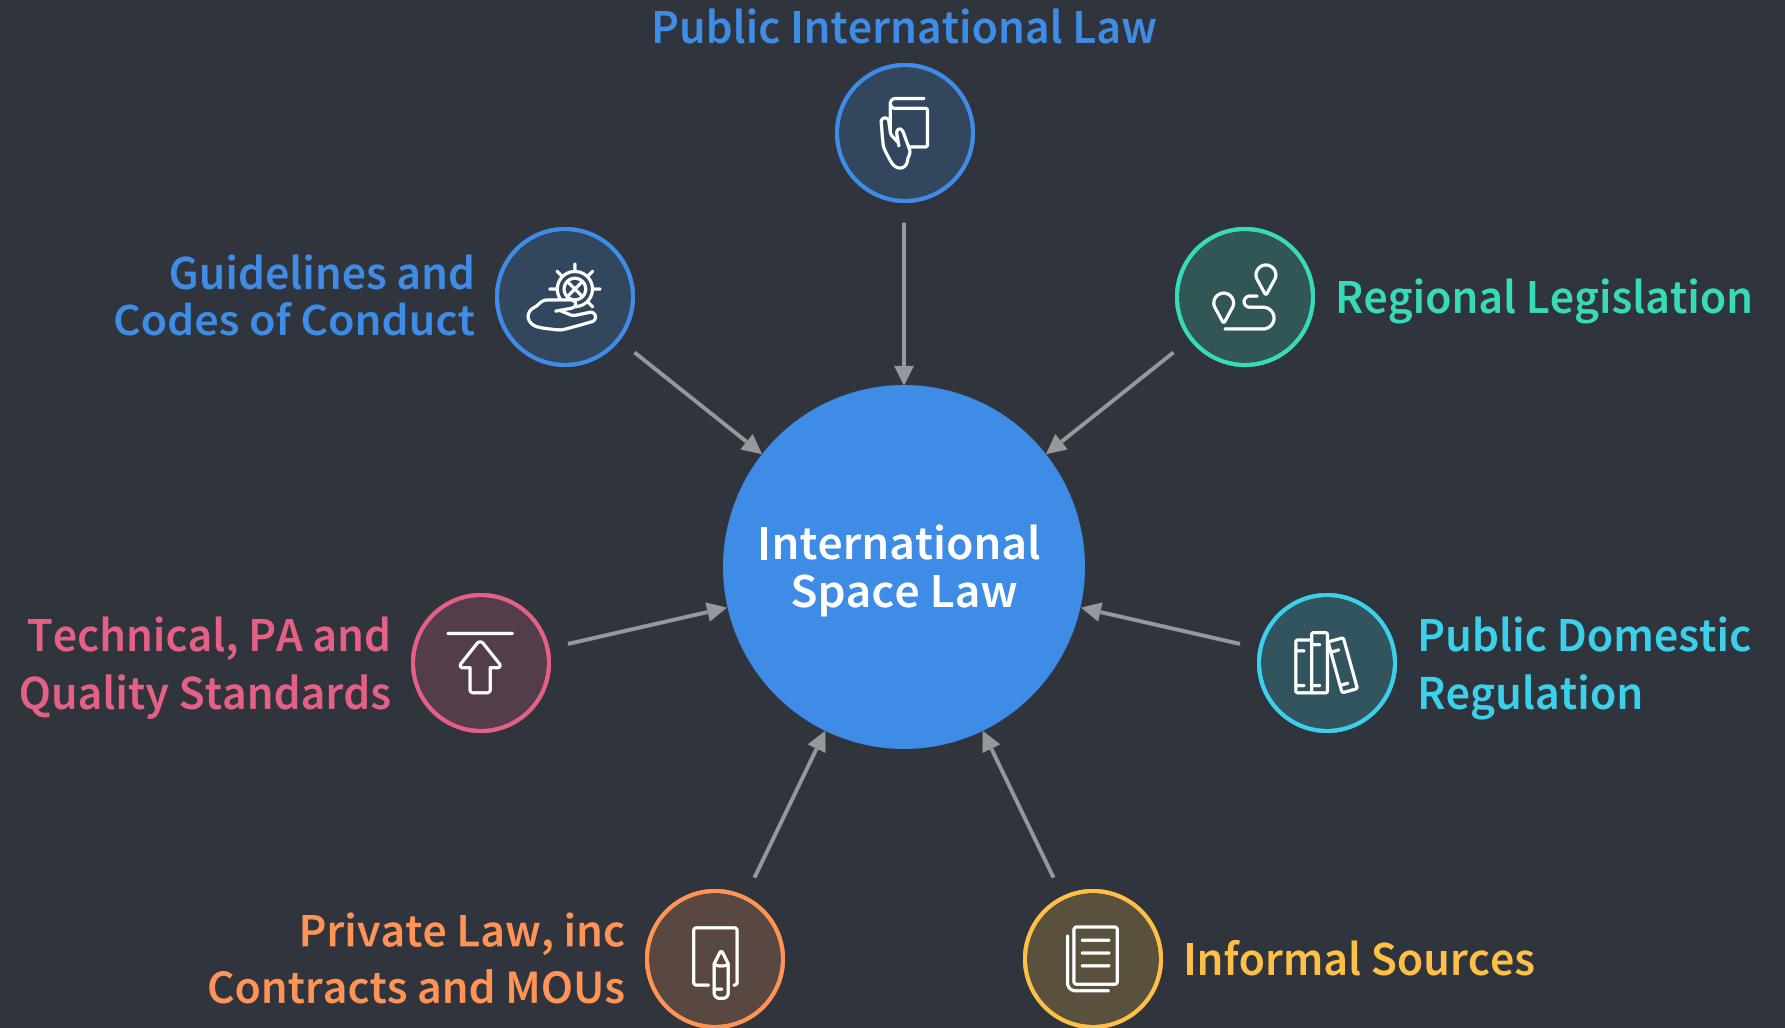 Public International Law
Guidelines and
Codes of Conduct
Regional Legislation
International
Space Law
Technical, PA and
Quality Standards
Public Domestic
Regulation
Private Law, inc
Contracts and MOUs
Informal Sources